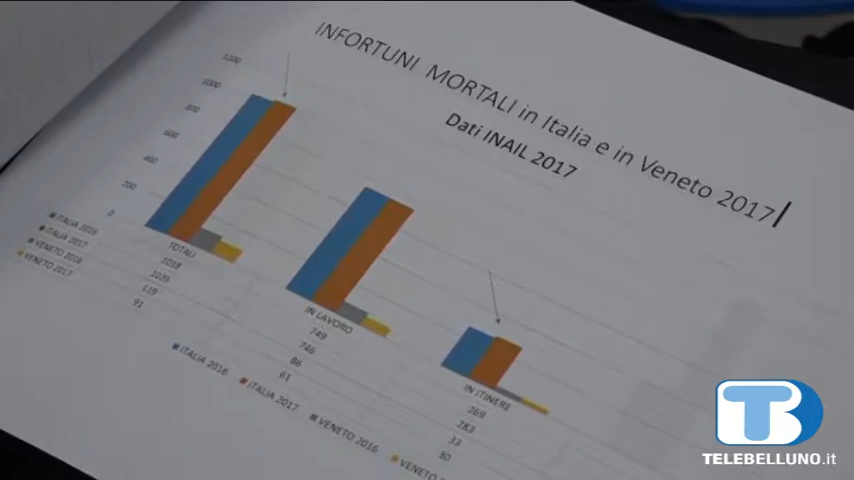 INFORTUNI MORTALI in Italia e in Veneto 2017
Dati INAIL 2017
1200
1000
800
600
400
200
0
TOTALI IN LAVORO IN ITINERE
ITALIA 2016 1018 749 269
ITALIA 2017 746 283
VENETO 2016 119 86 33
VENETO 2017 91 61 30
ITALIA 2016 ITALIA 2017 VENETO 2016
TELEBELLUNO.it